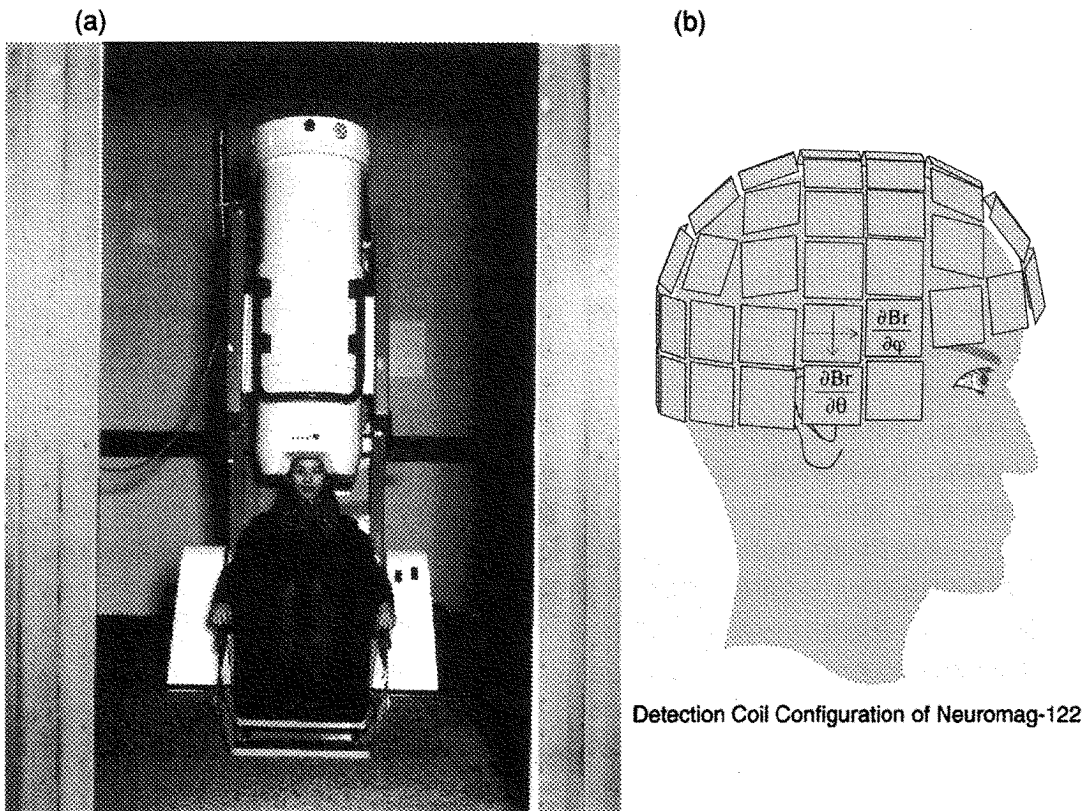 (a)
(b)
∂Br
∂φ
∂Br
∂θ
Detection Coil Configuration of Neuromag-122